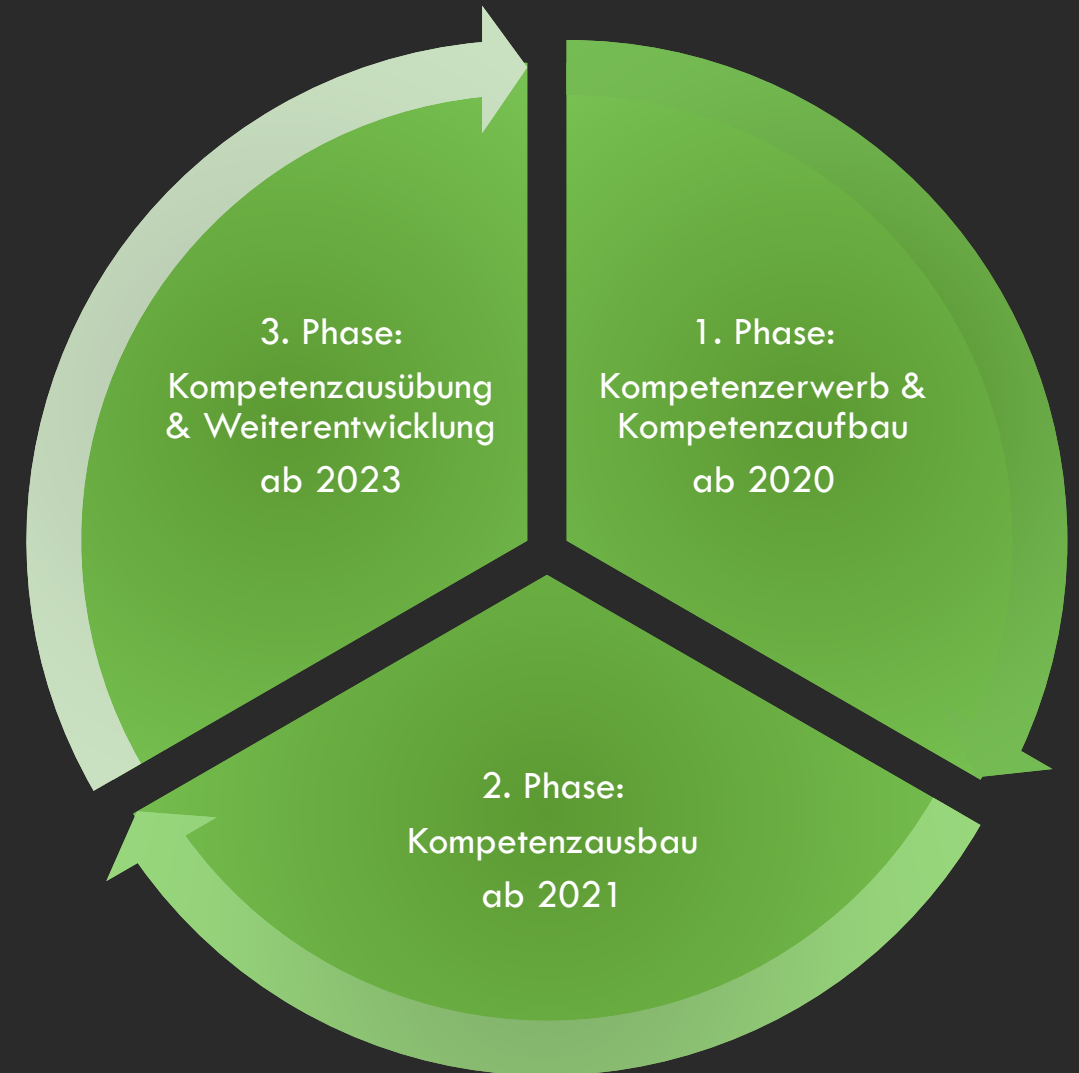 1. Phase:
Kompetenzerwerb &
Kompetenzaufbau
ab 2020
2. Phase:
Kompetenzausbau
ab 2021
3. Phase:
Kompetenzausübung
& Weiterentwicklung
ab 2023